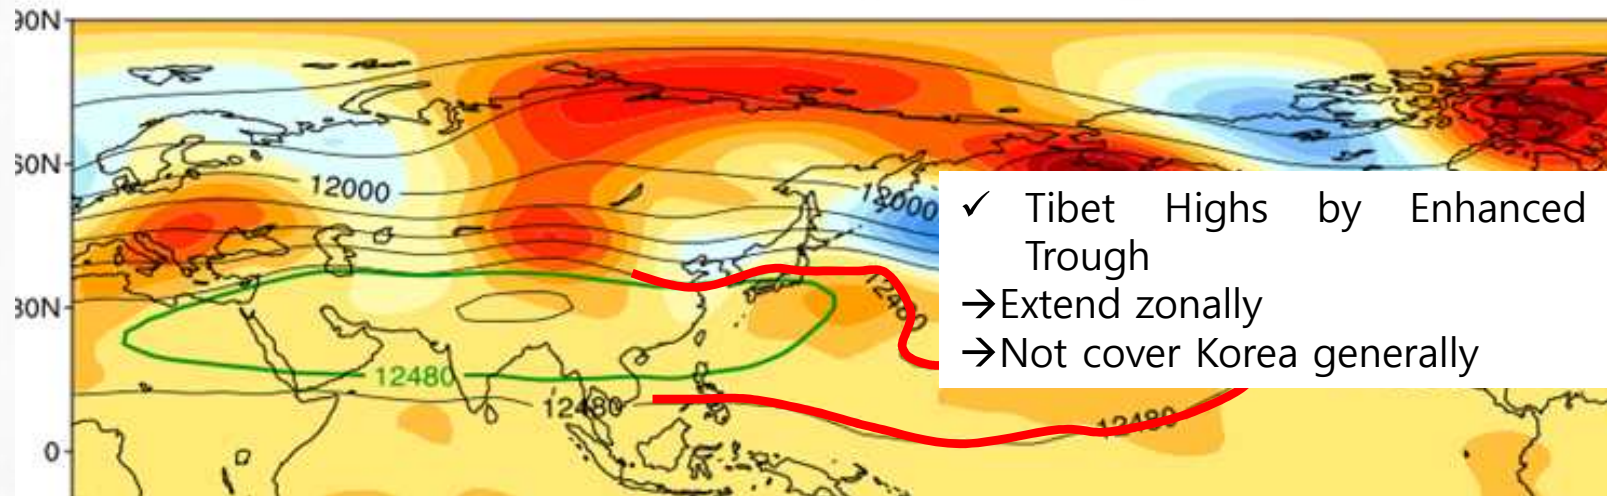 90N
60N
12000
12000
✓ Tibet Highs by Enhanced
Trough
→Extend zonally
30N
12480
→Not cover Korea generally
12480
12480
12480
0